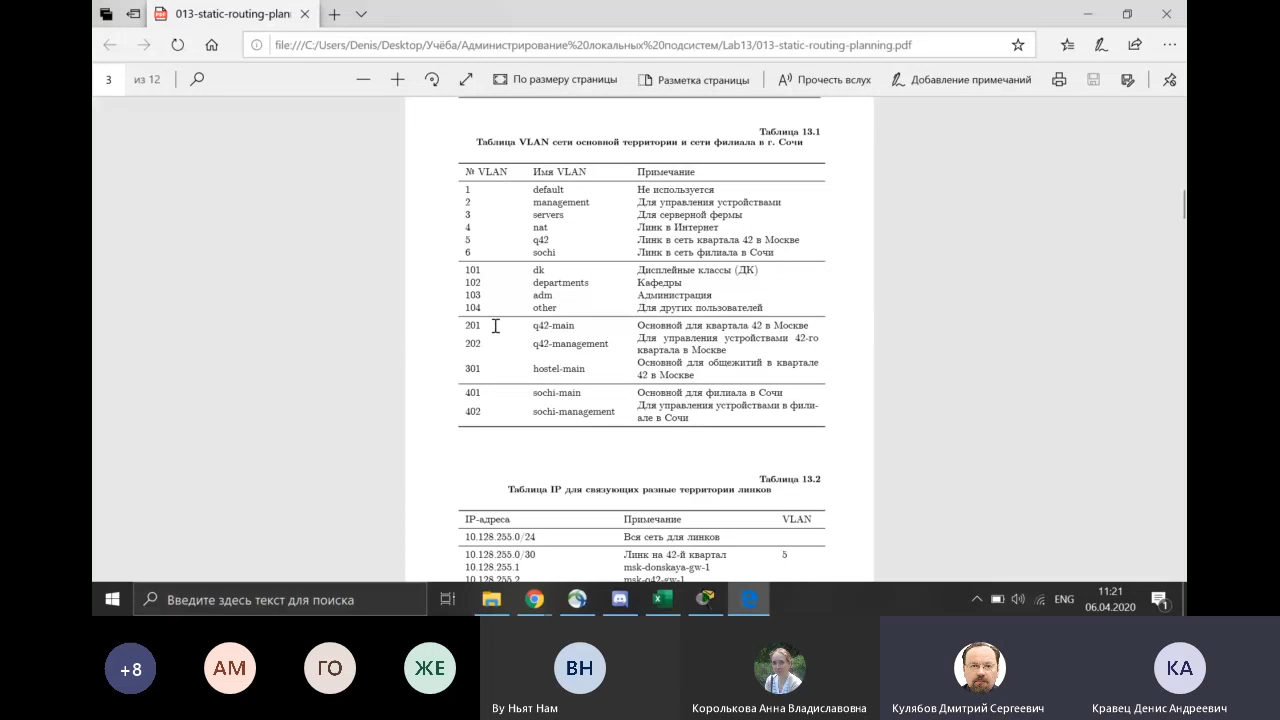 013-static-routing-plann
file:///C:/Users/Denis/Desktop/Учёба/Администрирование%20локальных%20подсистем/Lab13/013-static-routing-planning.pdf
3 из 12 По размеру страницы Разметка страницы Прочесть вслух Добавление примечаний
Таблица 13.1
Таблица VLAN сети основной территории и сети филиала в г. Сочи
№ VLAN Имя VLAN Примечание
1 default Не используется
2 management Для управления устройствами
3 servers Для серверной фермы
4 nat Линк в Интернет
5 q42 Линк в сеть квартала 42 в Москве
6 sochi Линк в сеть филиала в Сочи
101 dk Дисплейные классы (ДК)
102 departments Кафедры
103 adm Администрация
104 other Для других пользователей
201 q42-main Основной для квартала 42 в Москве
202 q42-management Для управления устройствами 42-го
квартала в Москве
301 hostel-main Основной для общежитий в квартале
42 в Москве
401 sochi-main Основной для филиала в Сочи
402 sochi-management Для управления устройствами в фили-
але в Сочи
Таблица 13.2
Таблица IP для связующих разные территории линков
IP-адреса Примечание VLAN
10.128.255.0/24 Вся сеть для линков
10.128.255.0/30 Линк на 42-й квартал 5
10.128.255.1 msk-donskaya-gw-1
10.128.255.2 msk-q42-gw-1
Введите здесь текст для поиска
ENG
11:21
06.04.2020
1
+8 АМ ГО ЖЕ ВН КА
Ву Ньят Нам Королькова Анна Владиславовна Кулябов Дмитрий Сергеевич Кравец Денис Андреевич